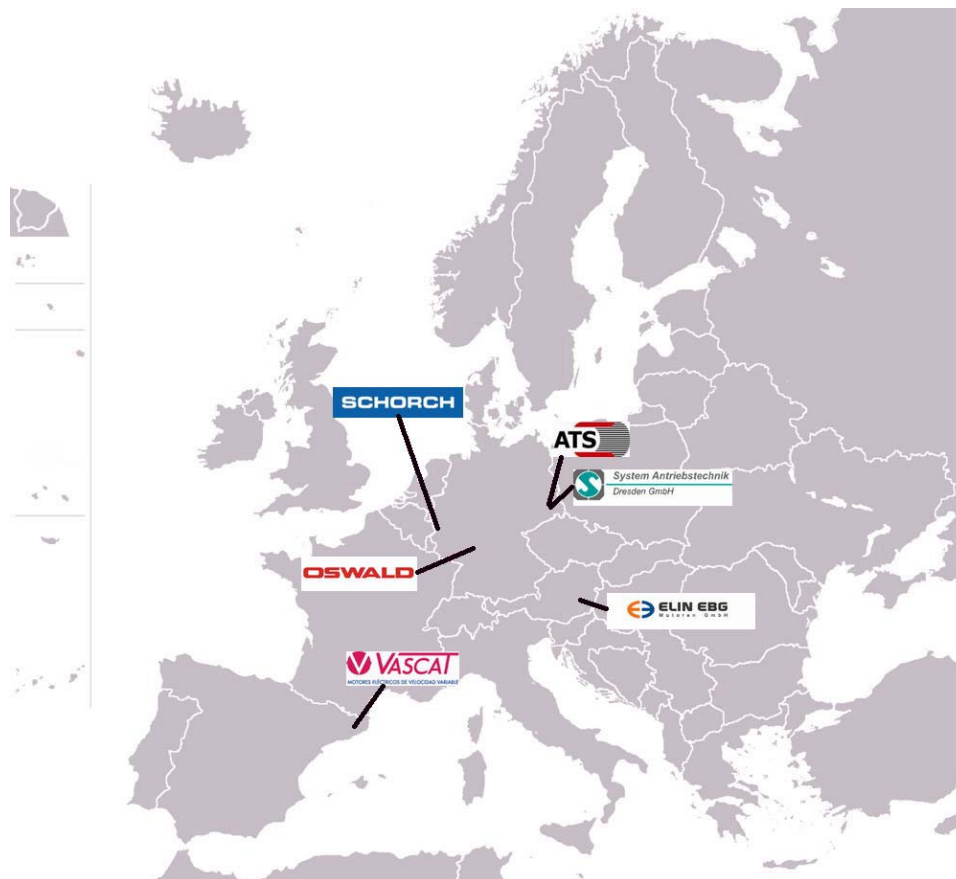 SCHORCH
ATS
System Antriebstechnik
Dresden GmbH
OSWALD
ELIN EBG
Motoren GmbH
VASCAT
MOTORES ELÉCTRICOS DE VELOCIDAD VARIABLE